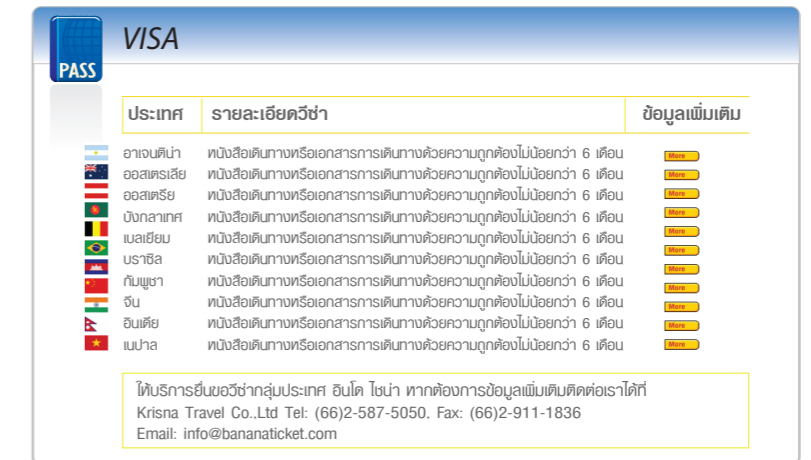 VISA
PASS
ประเทศ รายละเอียดวีซ่า ข้อมูลเพิ่มเติม
อาเจนติน่า หนังสือเดินทางหรือเอกสารการเดินทางด้วยความถูกต้องไม่น้อยกว่า 6 เดือน More
ออสเตรเลีย หนังสือเดินทางหรือเอกสารการเดินทางด้วยความถูกต้องไม่น้อยกว่า 6 เดือน More
ออสเตรีย หนังสือเดินทางหรือเอกสารการเดินทางด้วยความถูกต้องไม่น้อยกว่า 6 เดือน More
บังกลาเทศ หนังสือเดินทางหรือเอกสารการเดินทางด้วยความถูกต้องไม่น้อยกว่า 6 เดือน More
เบลเยียม หนังสือเดินทางหรือเอกสารการเดินทางด้วยความถูกต้องไม่น้อยกว่า 6 เดือน More
บราซิล หนังสือเดินทางหรือเอกสารการเดินทางด้วยความถูกต้องไม่น้อยกว่า 6 เดือน More
กัมพูชา หนังสือเดินทางหรือเอกสารการเดินทางด้วยความถูกต้องไม่น้อยกว่า 6 เดือน More
จีน หนังสือเดินทางหรือเอกสารการเดินทางด้วยความถูกต้องไม่น้อยกว่า 6 เดือน More
อินเดีย หนังสือเดินทางหรือเอกสารการเดินทางด้วยความถูกต้องไม่น้อยกว่า 6 เดือน More
เนปาล หนังสือเดินทางหรือเอกสารการเดินทางด้วยความถูกต้องไม่น้อยกว่า 6 เดือน More
More
ให้บริการยื่นขอวีซ่ากลุ่มประเทศ อินโด ไชน่า หากต้องการข้อมูลเพิ่มเติมติดต่อเราได้ที่
Krisna Travel Co.,Ltd Tel: (66)2-587-5050, Fax: (66)2-911-1836
Email: info@bananaticket.com